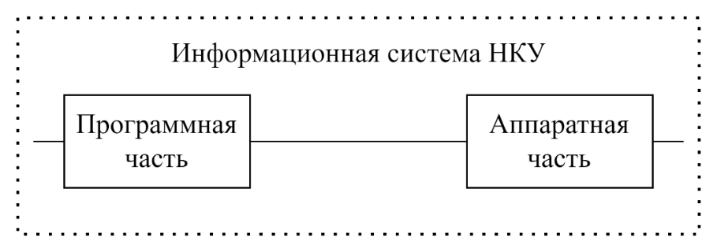 Информационная система НКУ
Программная
часть
Аппаратная
часть